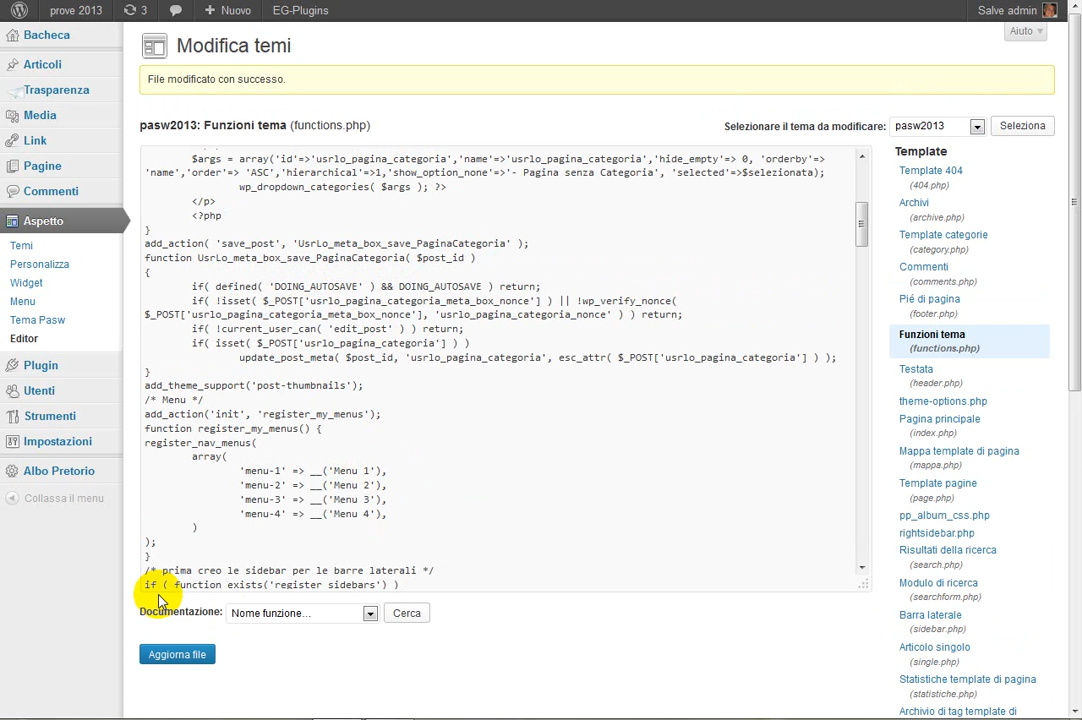 prove 2013
3
Nuovo
EG-Plugins
Salve admin
Bacheca
Articoli
Trasparenza
Media
Link
Pagine
Commenti
Aspetto
Temi
Personalizza
Widget
Menu
Tema Pasw
Editor
Plugin
Utenti
Strumenti
Impostazioni
Albo Pretorio
Collassa il menu
Aiuto
Modifica temi
File modificato con successo.
pasw2013: Funzioni tema (functions.php)
Selezionare il tema da modificare: pasw2013 Seleziona
$args = array('id'=>'usrlo_pagina_categoria','name'=>'usrlo_pagina_categoria','hide_empty'=> 0, 'orderby'=>
'name','order'=> 'ASC','hierarchical'=>1,'show_option_none'=>'- Pagina senza Categoria', 'selected'=>$selezionata);
wp_dropdown_categories( $args ); ?>
</p>
<?php
}
add_action( 'save_post', 'UsrLo_meta_box_save_PaginaCategoria' );
function UsrLo_meta_box_save_PaginaCategoria( $post_id )
{
if( defined( 'DOING_AUTOSAVE' ) && DOING_AUTOSAVE ) return;
if( !isset( $_POST['usrlo_pagina_categoria_meta_box_nonce'] ) || !wp_verify_nonce(
$_POST['usrlo_pagina_categoria_meta_box_nonce'], 'usrlo_pagina_categoria_nonce' ) ) return;
if( !current_user_can( 'edit_post' ) ) return;
if( isset( $_POST['usrlo_pagina_categoria'] ) )
update_post_meta( $post_id, 'usrlo_pagina_categoria', esc_attr( $_POST['usrlo_pagina_categoria'] ) );
}
add_theme_support('post-thumbnails');
/* Menu */
add_action('init', 'register_my_menus');
function register_my_menus() {
register_nav_menus(
array(
'menu-1' => __('Menu 1'),
'menu-2' => __('Menu 2'),
'menu-3' => __('Menu 3'),
'menu-4' => __('Menu 4'),
)
);
}
/* prima creo le sidebar per le barre laterali */
if ( function_exists('register_sidebars') )
Documentazione: Nome funzione... Cerca
Aggiorna file
Template
Template 404
(404.php)
Archivi
(archive.php)
Template categorie
(category.php)
Commenti
(comments.php)
Pié di pagina
(footer.php)
Funzioni tema
(functions.php)
Testata
(header.php)
theme-options.php
Pagina principale
(index.php)
Mappa template di pagina
(mappa.php)
Template pagine
(page.php)
pp_album_css.php
rightsidebar.php
Risultati della ricerca
(search.php)
Modulo di ricerca
(searchform.php)
Barra laterale
(sidebar.php)
Articolo singolo
(single.php)
Statistiche template di pagina
(statistiche.php)
Archivio di tag template di